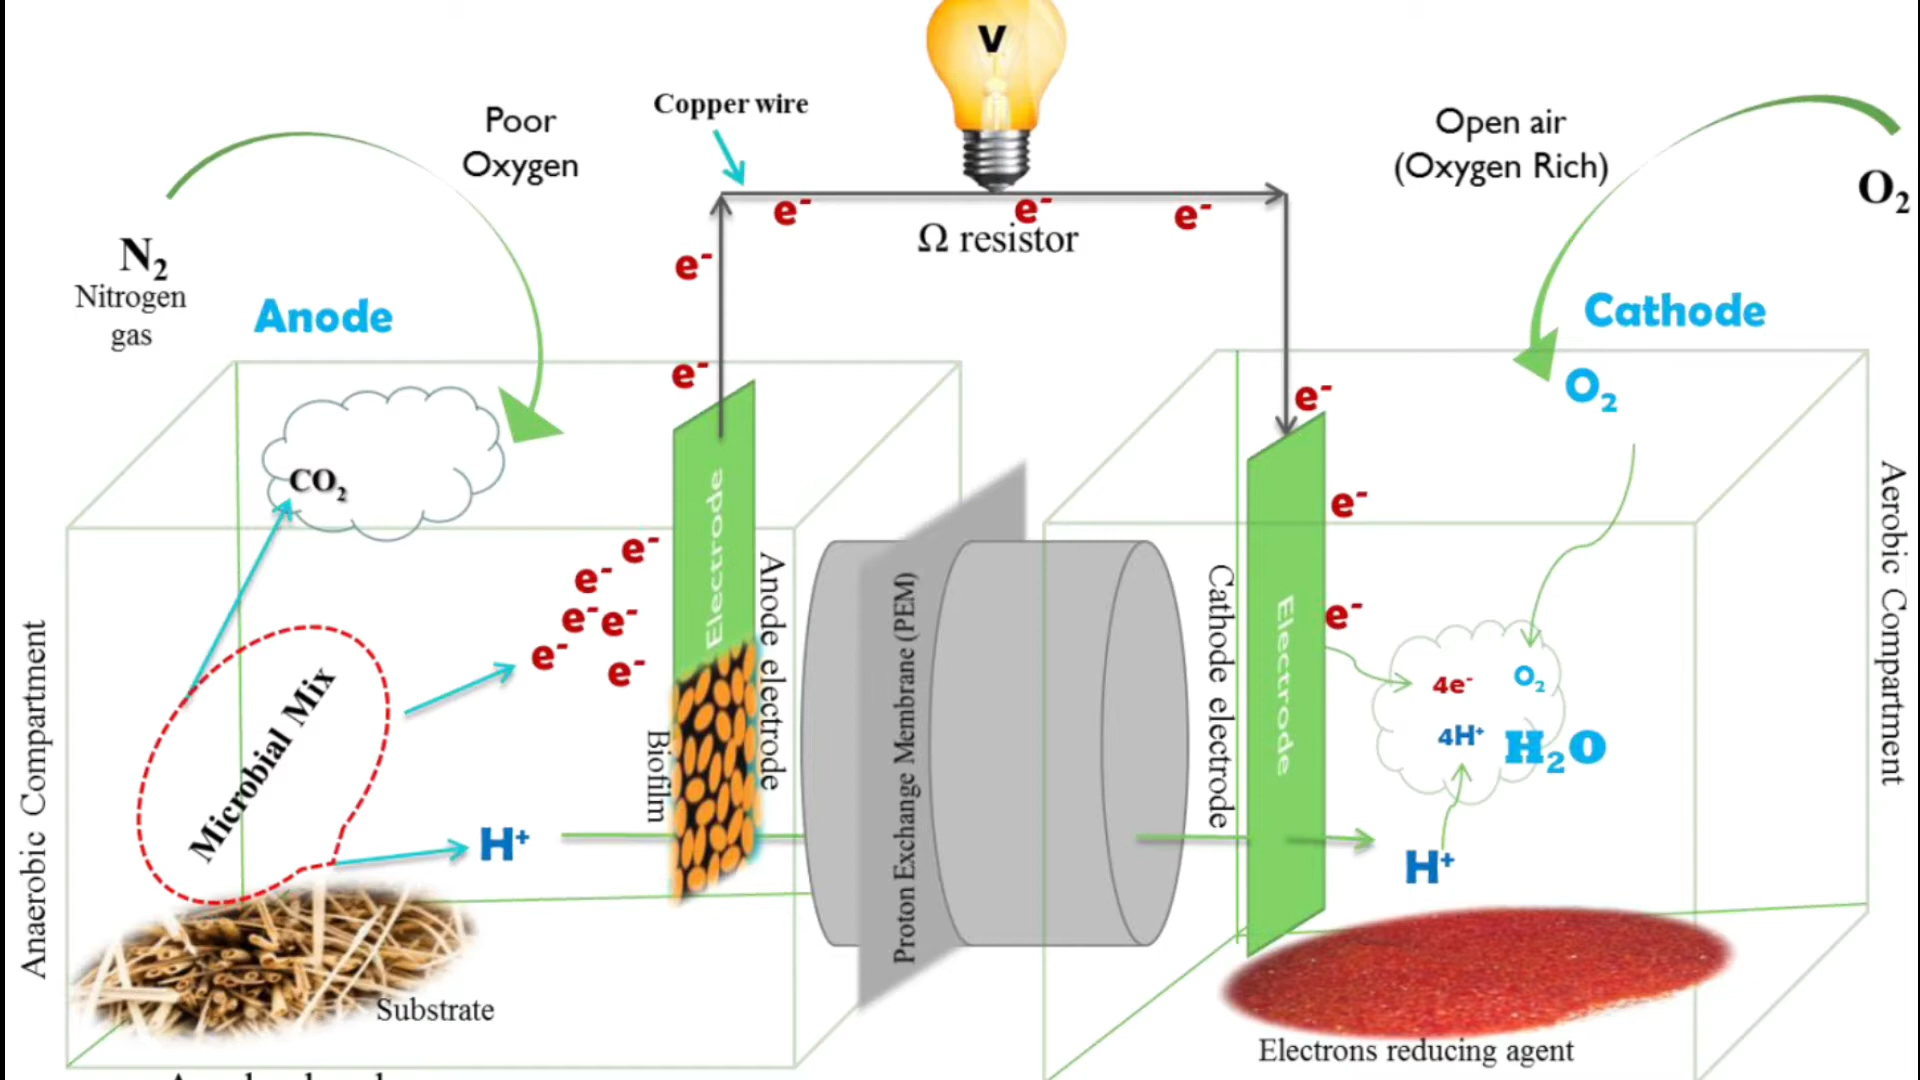 V
Copper wire
Poor
Oxygen
Open air
(Oxygen Rich)
O₂
N₂
Nitrogen
gas
Anode
Cathode
e⁻
e⁻
e⁻
Ω resistor
e⁻
e⁻
e⁻
O₂
CO₂
e⁻
e⁻
e⁻
e⁻
e⁻
e⁻
e⁻
e⁻
Electrode
Anode electrode
Biofilm
Microbial Mix
H⁺
Anaerobic Compartment
Substrate
Proton Exchange Membrane (PEM)
Cathode electrode
Electrode
4e⁻
O₂
4H⁺
H₂O
H⁺
Aerobic Compartment
Electrons reducing agent